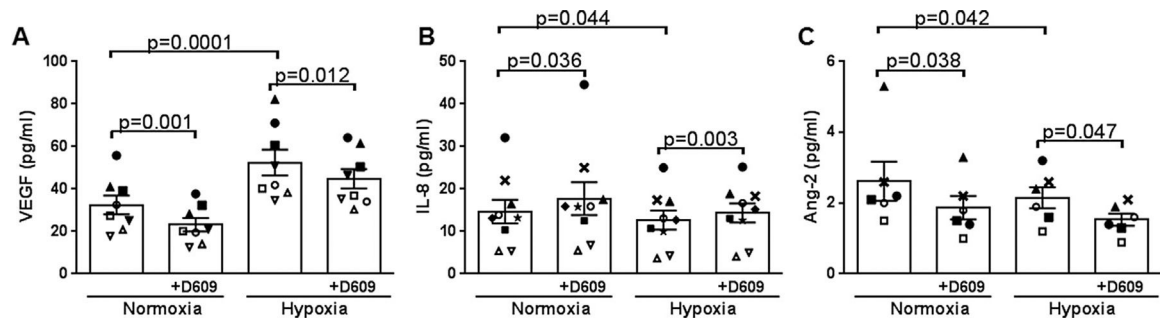 A
p=0.0001
p=0.012
p=0.001
VEGF (pg/ml)
100
80
60
40
20
0
+D609
+D609
Normoxia
Hypoxia
B
p=0.044
p=0.036
p=0.003
IL-8 (pg/ml)
50
40
30
20
10
0
+D609
+D609
Normoxia
Hypoxia
C
p=0.042
p=0.038
p=0.047
Ang-2 (pg/ml)
6
4
2
0
+D609
+D609
Normoxia
Hypoxia